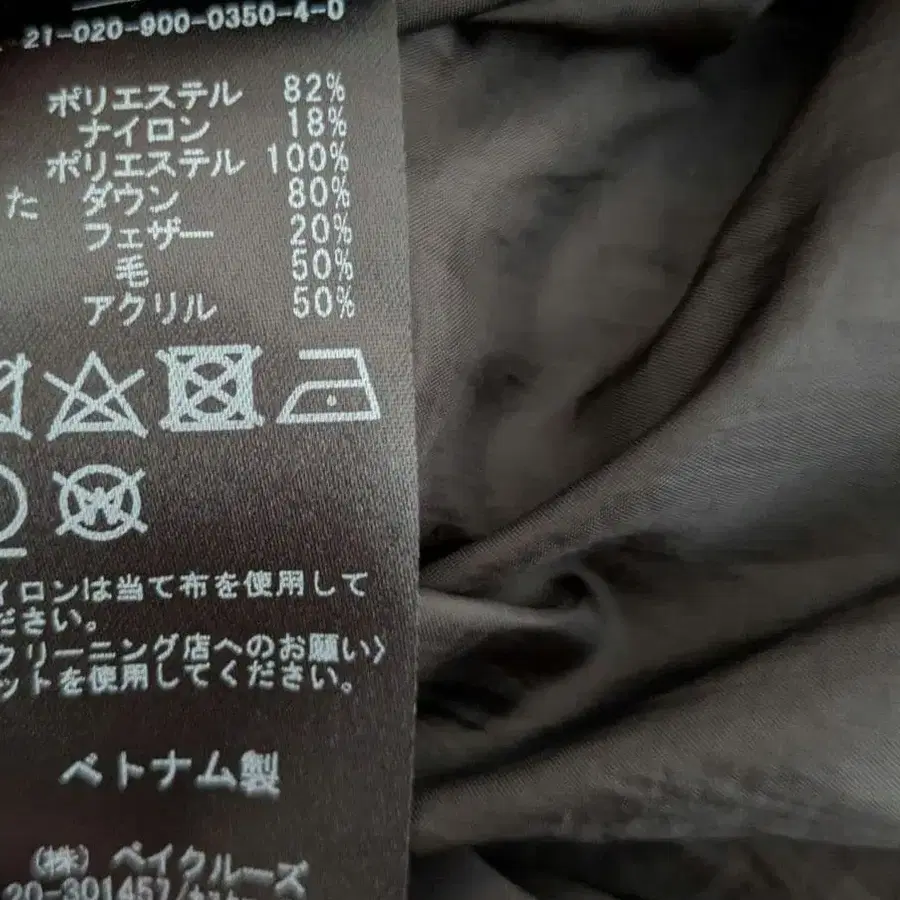 21-020-900-0350-4-0
ポリエステル 82%
ナイロン 18%
ポリエステル 100%
た ダウン 80%
フェザー 20%
毛 50%
アクリル 50%
W
イロンは当て布を使用して
ださい。
クリーニング店へのお願い〉
ットを使用してください。
ベトナム製
(株) ベイクルーズ
20-301457/